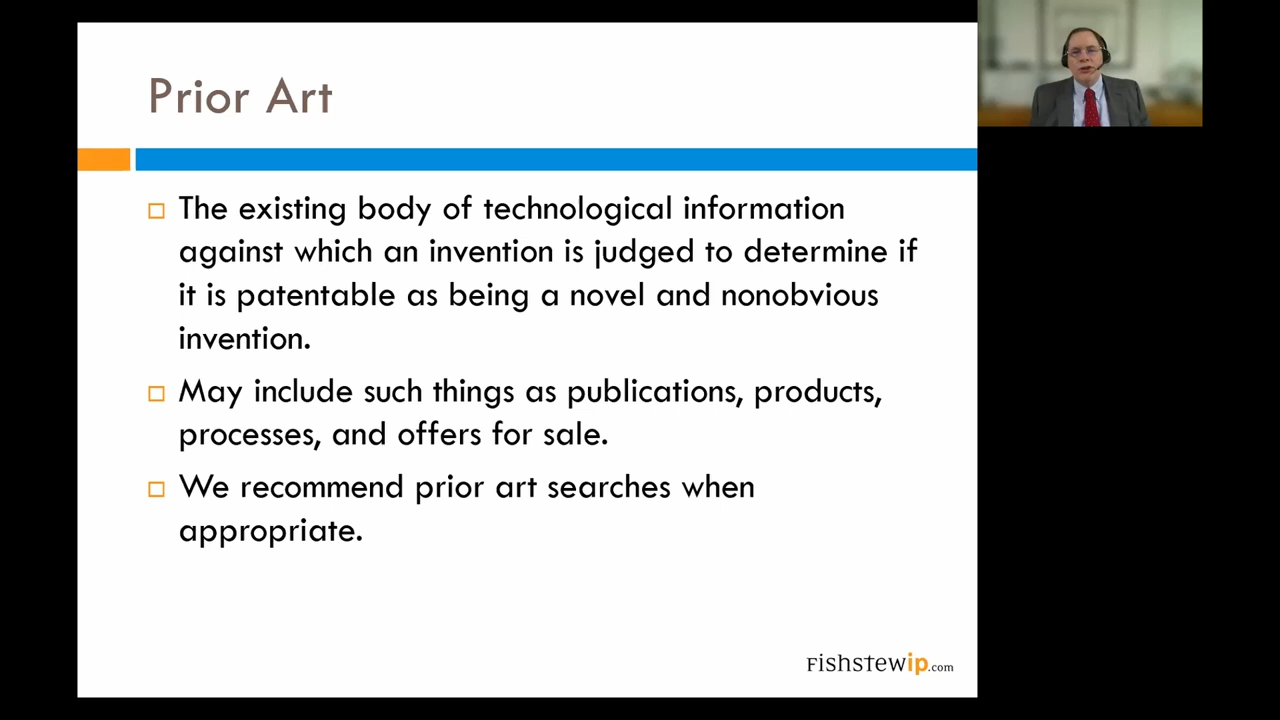 Prior Art
The existing body of technological information
against which an invention is judged to determine if
it is patentable as being a novel and nonobvious
invention.
May include such things as publications, products,
processes, and offers for sale.
We recommend prior art searches when
appropriate.
Fishstewip.com